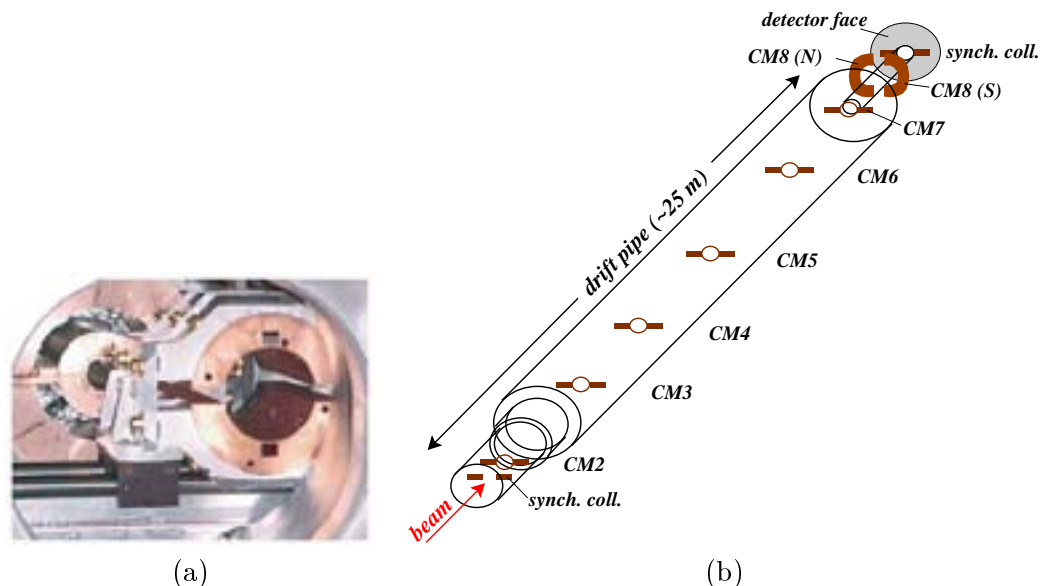 detector face
CM8 (N)
synch. coll.
CM8 (S)
CM7
CM6
drift pipe (~25 m)
CM5
CM4
CM3
CM2
synch. coll.
beam
(a)
(b)